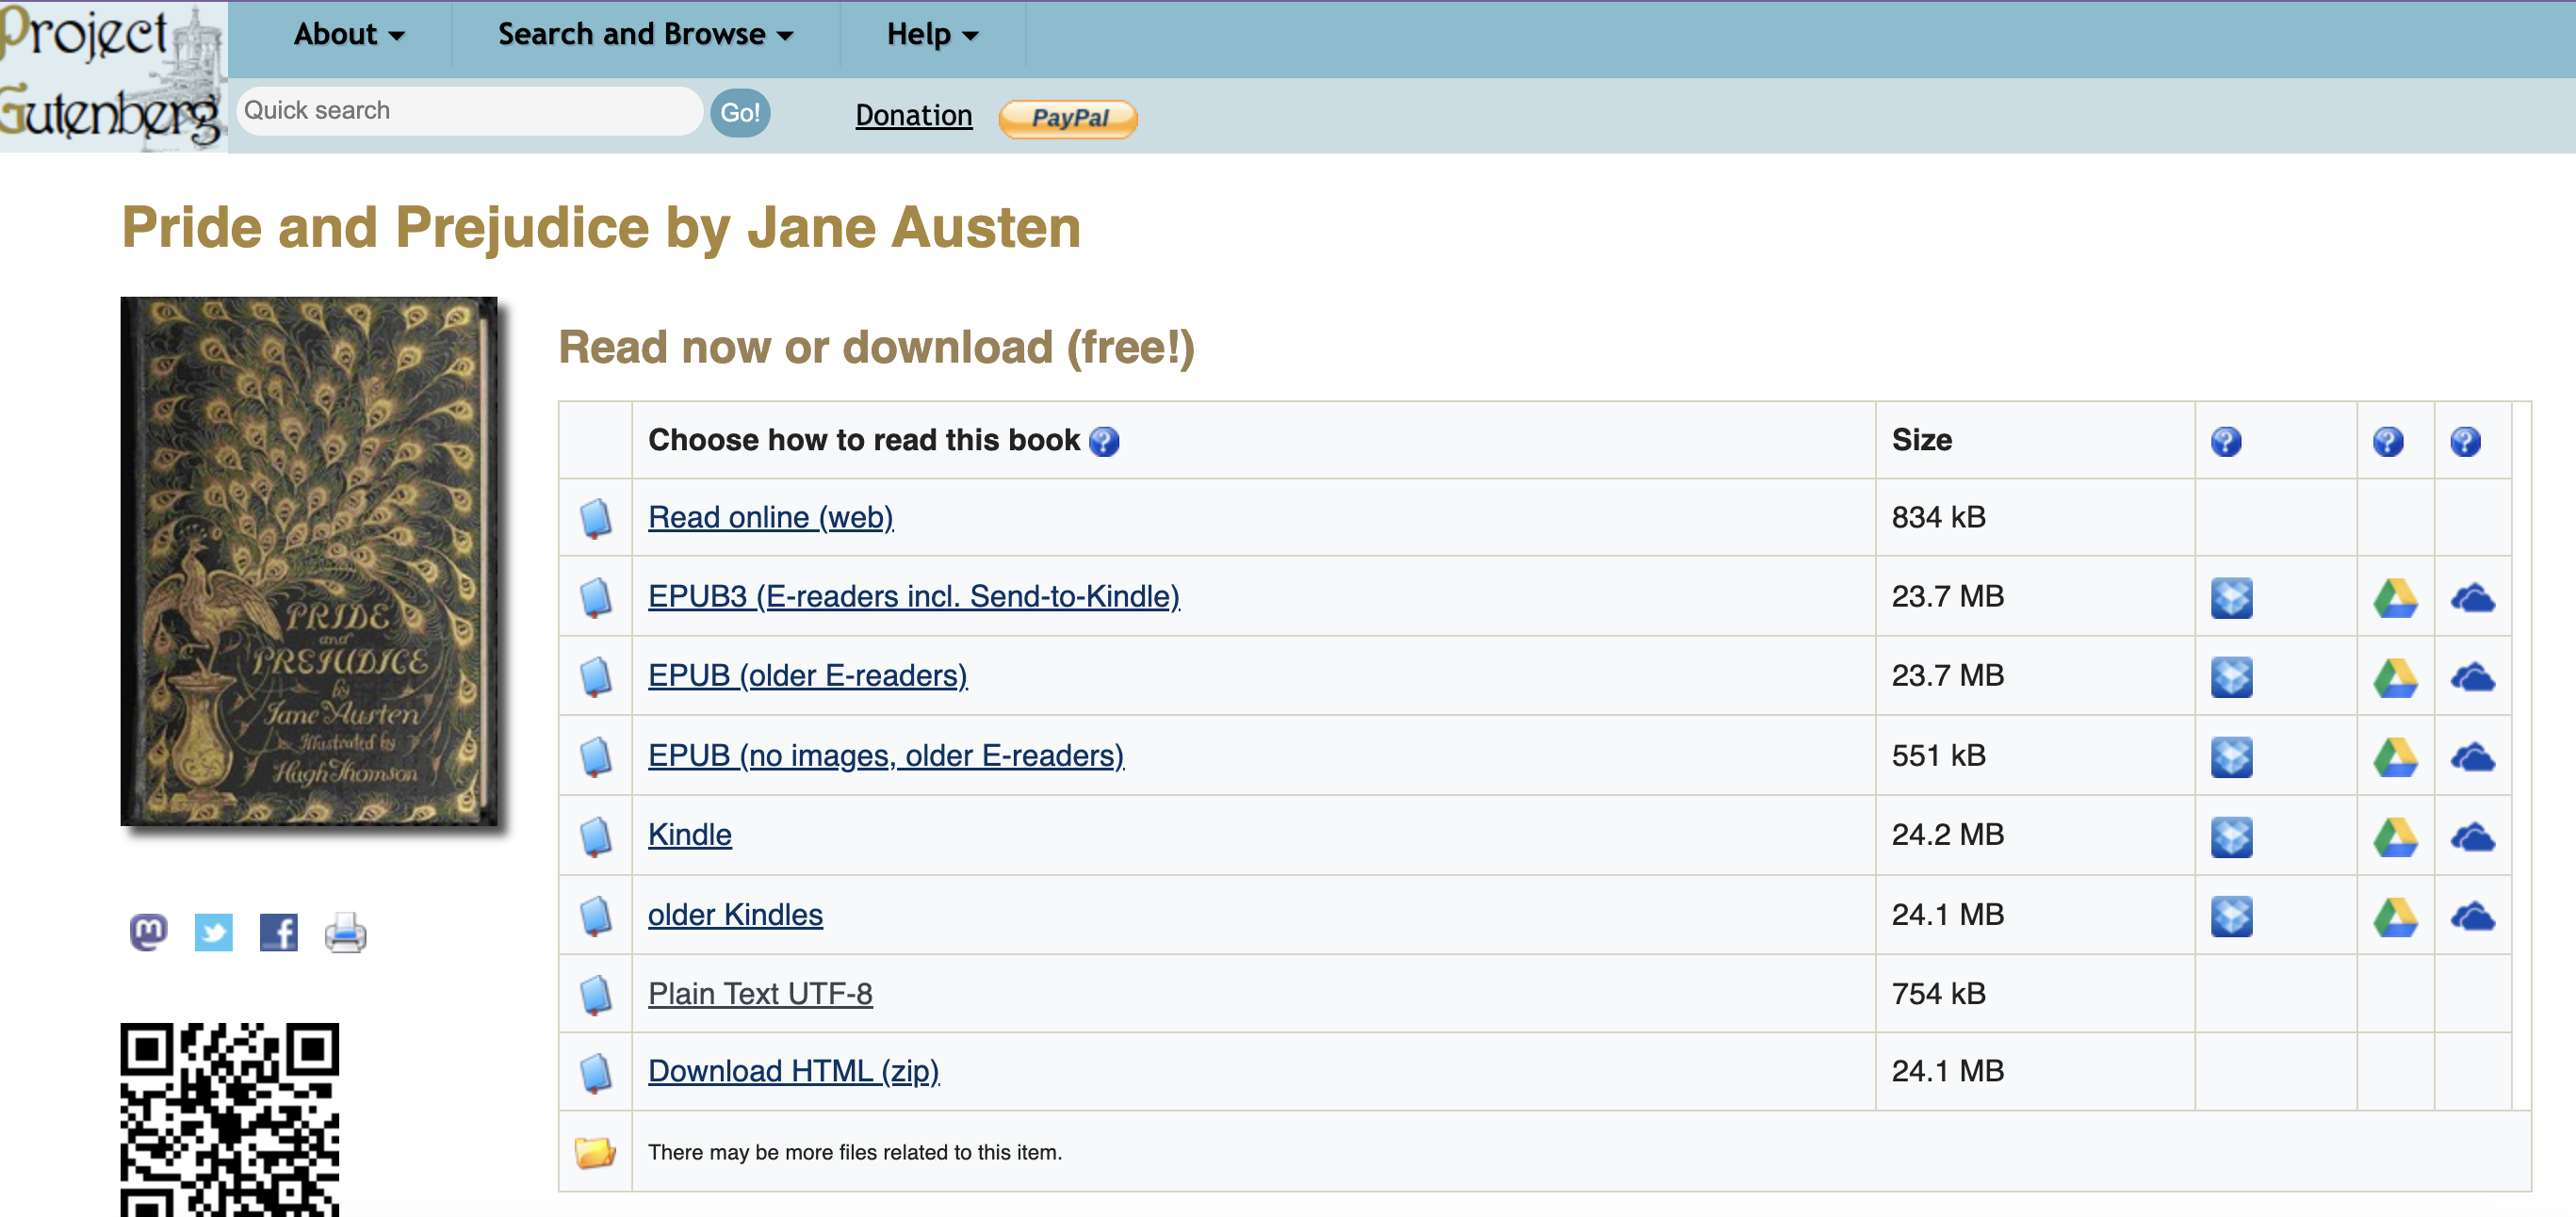 Project
Gutenberg
About
Search and Browse
Help
Quick search
Go!
Donation
PayPal
Pride and Prejudice by Jane Austen
PRIDE
and
PREJUDICE
by
Jane Austen
Illustrated by
Hugh Thomson
Read now or download (free!)
Choose how to read this book ? Size ? ? ?
Read online (web) 834 kB
EPUB3 (E-readers incl. Send-to-Kindle) 23.7 MB
EPUB (older E-readers) 23.7 MB
EPUB (no images, older E-readers) 551 kB
Kindle 24.2 MB
older Kindles 24.1 MB
Plain Text UTF-8 754 kB
Download HTML (zip) 24.1 MB
There may be more files related to this item.